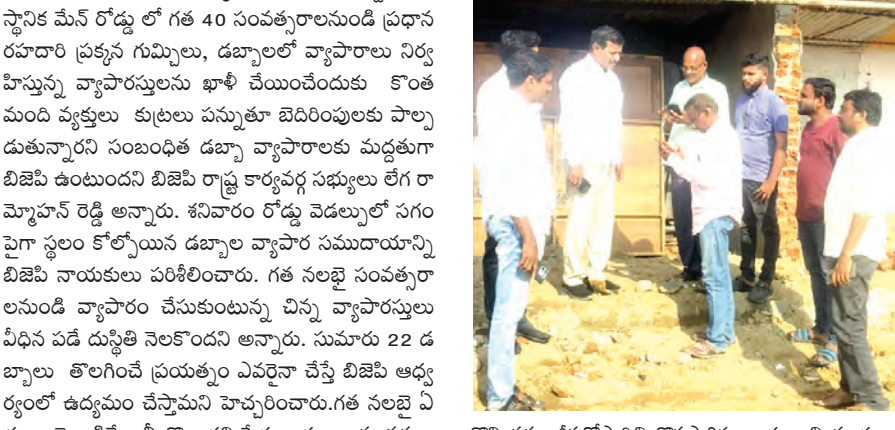 స్థానిక మేన్ రోడ్డు లో గత 40 సంవత్సరాలనుండి ప్రధాన
రహదారి ప్రక్కన గుమ్చిలు, డబ్బాలలో వ్యాపారాలు నిర్వ
హిస్తున్న వ్యాపారస్తులను ఖాళీ చేయించేందుకు కొంత
మంది వ్యక్తులు కుట్రలు పన్నుతూ బెదిరింపులకు పాల్ప
డుతున్నారని సంబంధిత డబ్బా వ్యాపారాలకు మద్దతుగా
బిజెపి ఉంటుందని బిజెపి రాష్ట్ర కార్యవర్గ సభ్యులు లేగ రా
మ్మోహన్ రెడ్డి అన్నారు. శనివారం రోడ్డు వెడల్పులో సగం
పైగా స్థలం కోల్పోయిన డబ్బాల వ్యాపార సముదాయాన్ని
బిజెపి నాయకులు పరిశీలించారు. గత నలభై సంవత్సరా
లనుండి వ్యాపారం చేసుకుంటున్న చిన్న వ్యాపారస్తులు
వీధిన పడే దుస్థితి నెలకొందని అన్నారు. సుమారు 22 డ
బ్బాలు తొలగించే ప్రయత్నం ఎవరైనా చేస్తే బిజెపి ఆధ్వ
ర్యంలో ఉద్యమం చేస్తామని హెచ్చరించారు.గత నలభై ఏ